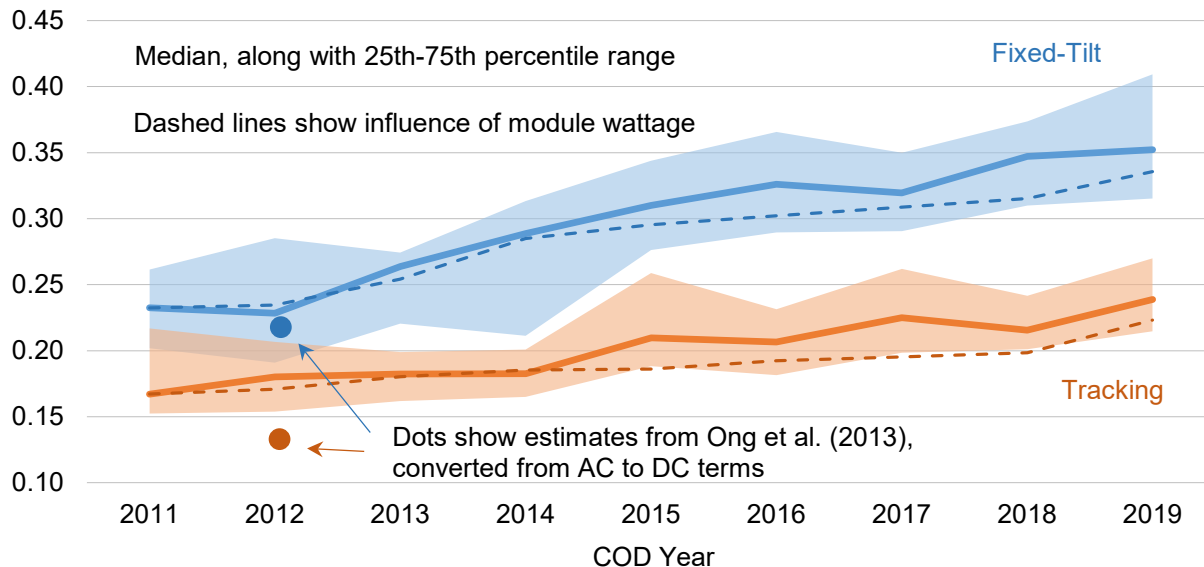 0.45
0.40
0.35
0.30
0.25
0.20
0.15
0.10
Median, along with 25th-75th percentile range
Fixed-Tilt
Dashed lines show influence of module wattage
Tracking
Dots show estimates from Ong et al. (2013),
converted from AC to DC terms
2011 2012 2013 2014 2015 2016 2017 2018 2019
COD Year